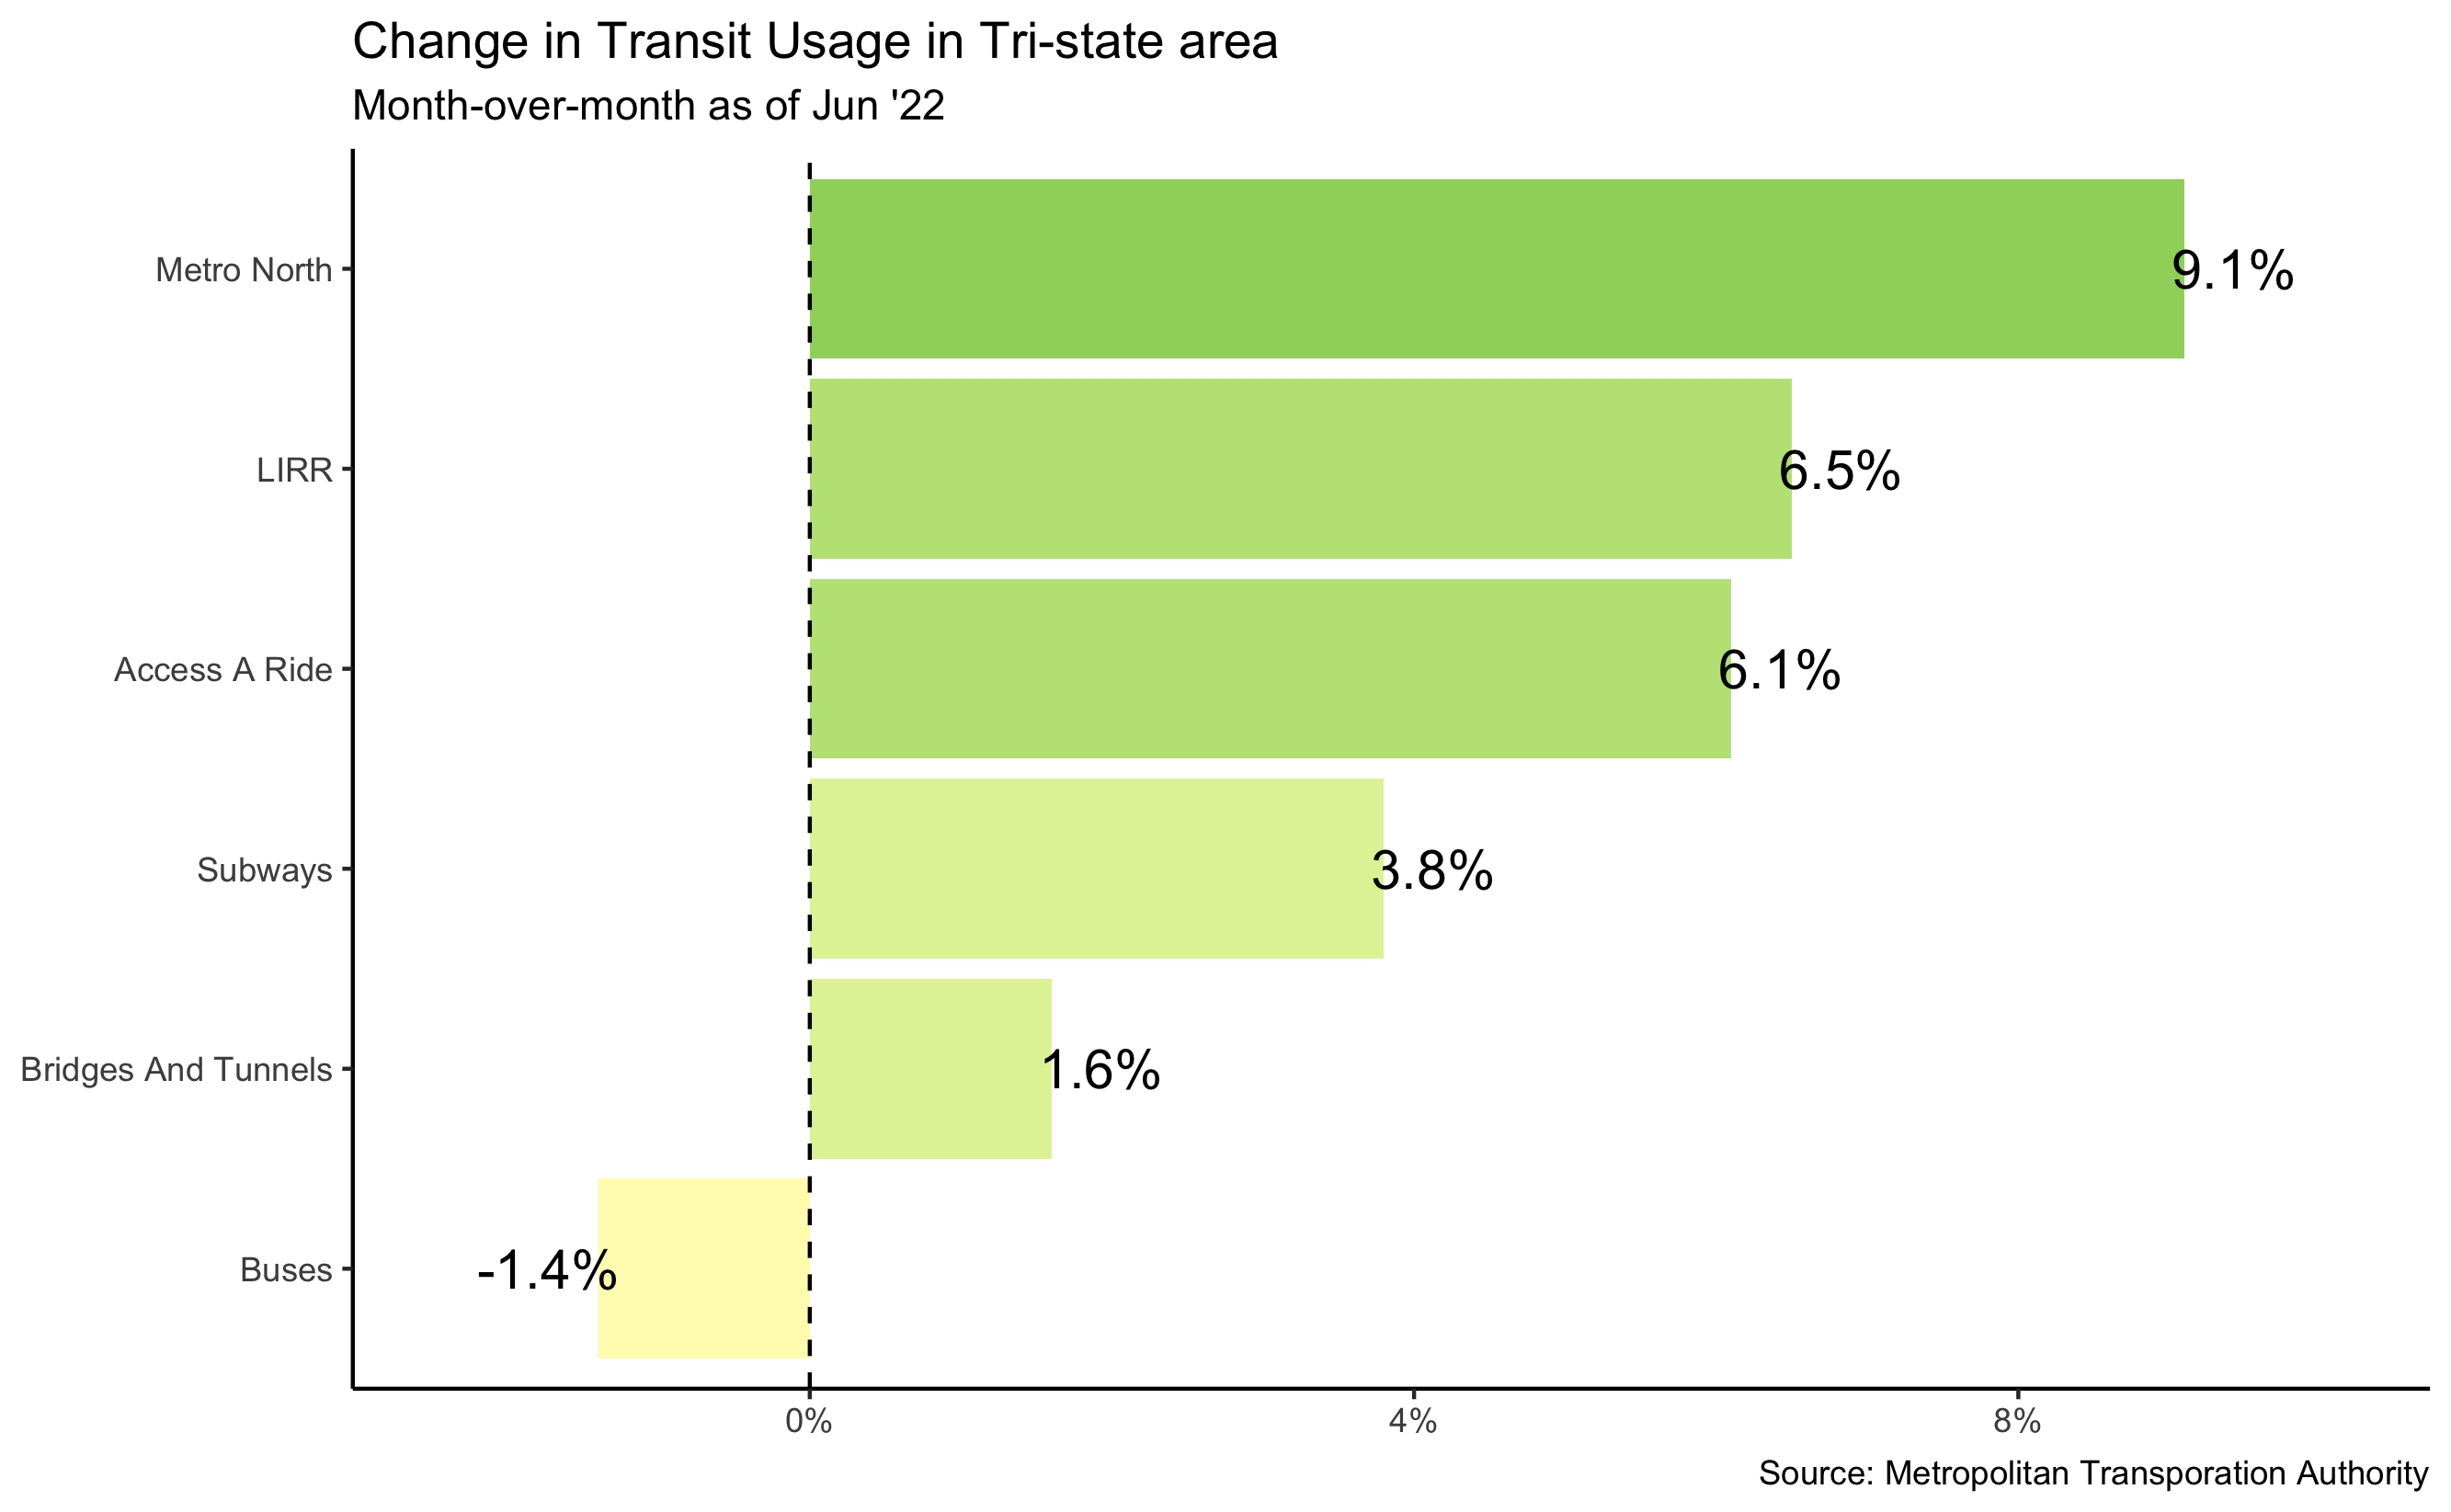 Change in Transit Usage in Tri-state area
Month-over-month as of Jun '22
Metro North
9.1%
LIRR
6.5%
Access A Ride
6.1%
Subways
3.8%
Bridges And Tunnels
1.6%
Buses
-1.4%
0%
4%
8%
Source: Metropolitan Transporation Authority